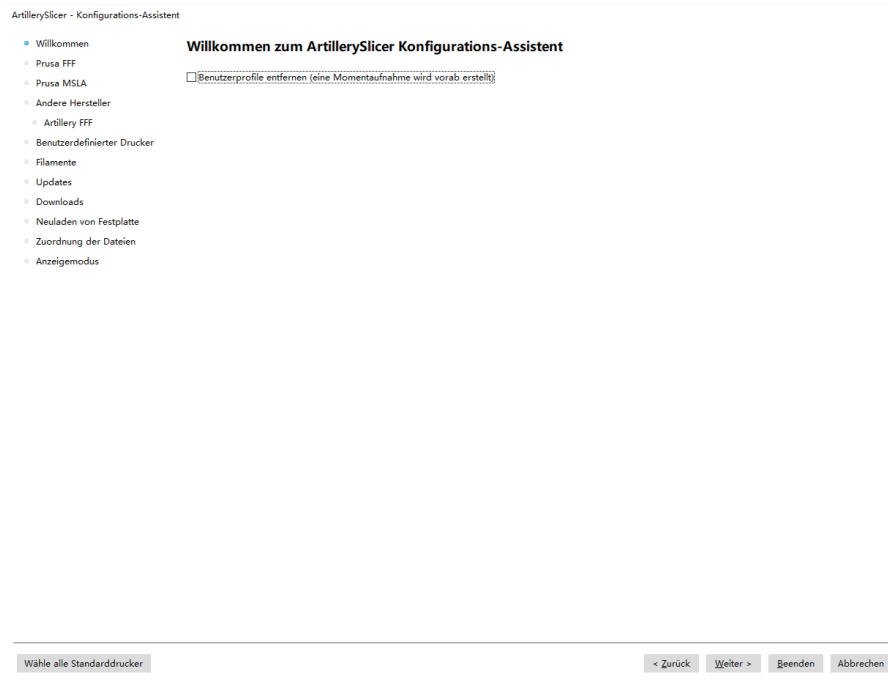 ArtillerySlicer - Konfigurations-Assistent
Willkommen
Prusa FFF
Prusa MSLA
Andere Hersteller
Artillery FFF
Benutzerdefinierter Drucker
Filamente
Updates
Downloads
Neuladen von Festplatte
Zuordnung der Dateien
Anzeigemodus
Willkommen zum ArtillerySlicer Konfigurations-Assistent
Benutzerprofile entfernen (eine Momentaufnahme wird vorab erstellt)
Wähle alle Standarddrucker
< Zurück
Weiter >
Beenden
Abbrechen